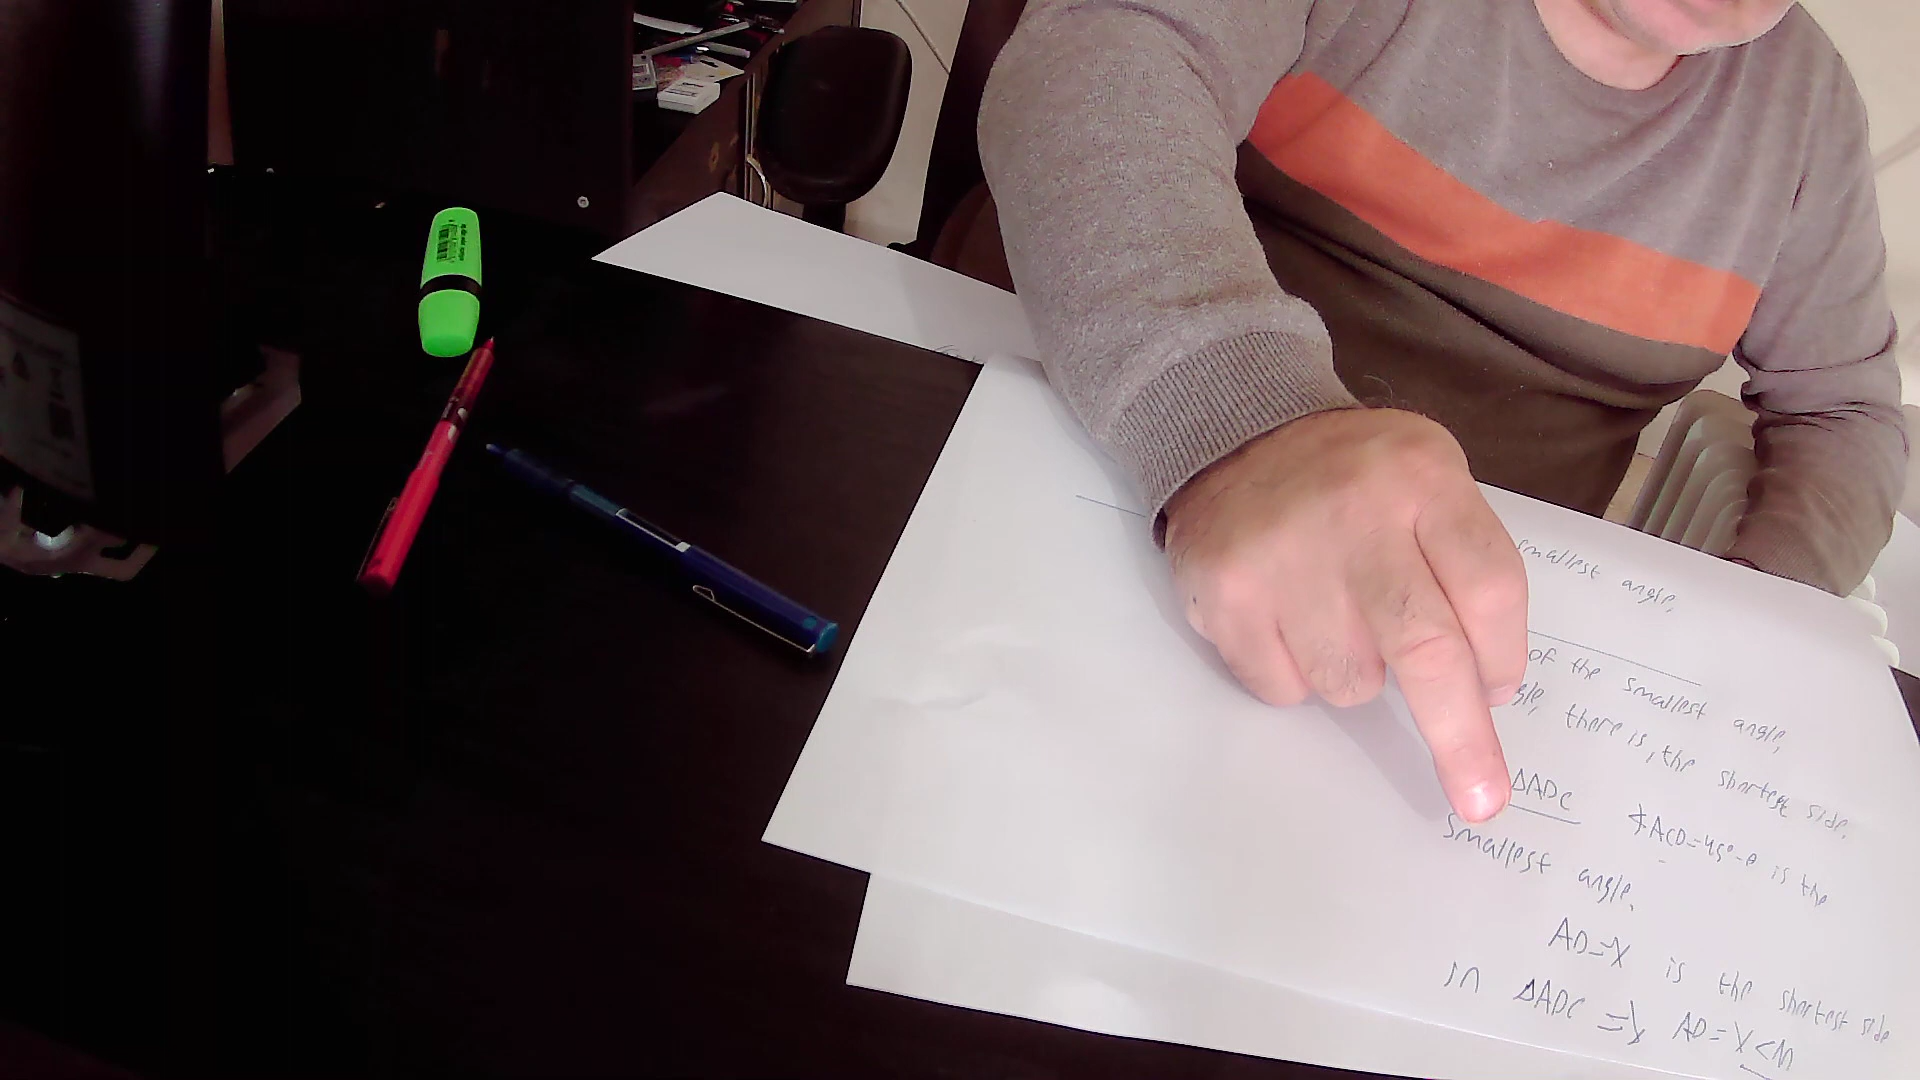 smallest angle,
of the smallest angle,
gle, there is, the shortest side.
ΔADC ∡ACD=45°-θ is the
smallest angle.
AD=x is the shortest side
in ΔADC => AD=x<m